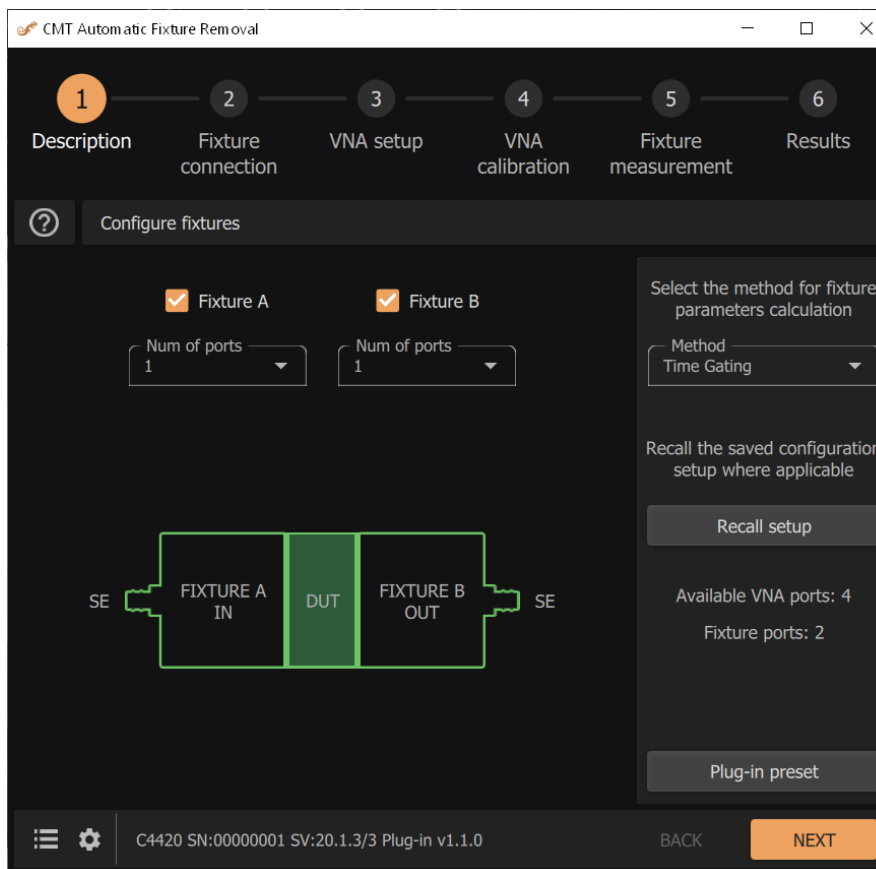 CMT Automatic Fixture Removal
1
2
3
4
5
6
Description
Fixture
connection
VNA setup
VNA
calibration
Fixture
measurement
Results
Configure fixtures
Fixture A
Fixture B
Num of ports
1
Num of ports
1
Select the method for fixture
parameters calculation
Method
Time Gating
Recall the saved configuration
setup where applicable
Recall setup
SE
FIXTURE A
IN
DUT
FIXTURE B
OUT
SE
Available VNA ports: 4
Fixture ports: 2
Plug-in preset
C4420 SN:00000001 SV:20.1.3/3 Plug-in v1.1.0
BACK
NEXT